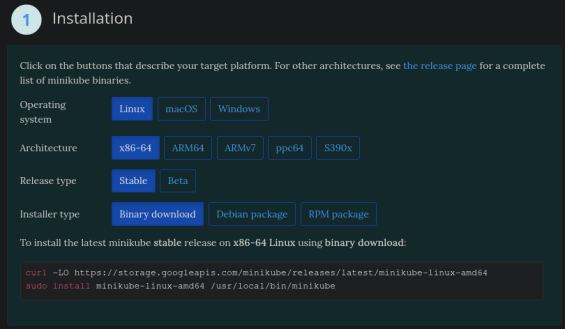 1 Installation
Click on the buttons that describe your target platform. For other architectures, see the release page for a complete
list of minikube binaries.
Operating
system
Linux macOS Windows
Architecture x86-64 ARM64 ARMv7 ppc64 S390x
Release type Stable Beta
Installer type Binary download Debian package RPM package
To install the latest minikube stable release on x86-64 Linux using binary download:
curl -LO https://storage.googleapis.com/minikube/releases/latest/minikube-linux-amd64
sudo install minikube-linux-amd64 /usr/local/bin/minikube